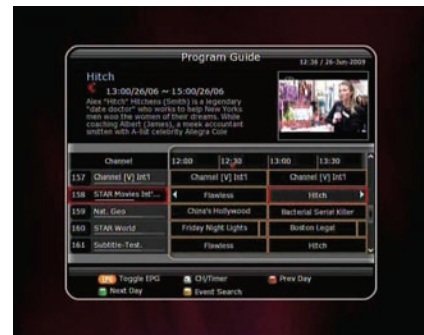 Program Guide
12:36 / 26-Jun-2009
Hitch
13:00/26/06 ~ 15:00/26/06
Alex "Hitch" Hitchens
(Smith) is a legendary
"date doctor" who works to help New Yorks
men woo the women of their dreams. While
coaching Albert (James), a meek accountant
smitten with A-list celebrity Allegra Cole
Channel 12:00 12:30 13:00 13:30
157 Channel [V] Int'l Channel [V] Int'l Channel [V] Int'l
158 STAR Movies Int'... Flawless Hitch
159 Nat. Geo China's Hollywood Bacterial Serial Killer
160 STAR World Friday Night Lights Boston Legal
161 Subtitle-Test. Flawless Hitch
EPG Toggle EPG On/Timer Prev Day
Next Day Event Search